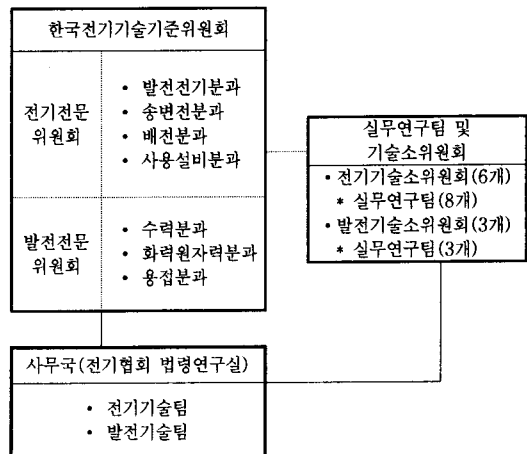 한국전기기술기준위원회
전기전문
위원회
• 발전전기분과
• 송변전분과
• 배전분과
• 사용설비분과
발전전문
위원회
• 수력분과
• 화력원자력분과
• 용접분과
실무연구팀 및
기술소위원회
• 전기기술소위원회(6개)
* 실무연구팀(8개)
• 발전기술소위원회(3개)
* 실무연구팀(3개)
사무국(전기협회 법령연구실)
• 전기기술팀
• 발전기술팀